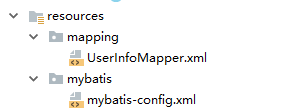 resources
mapping
UserInfoMapper.xml
mybatis
mybatis-config.xml